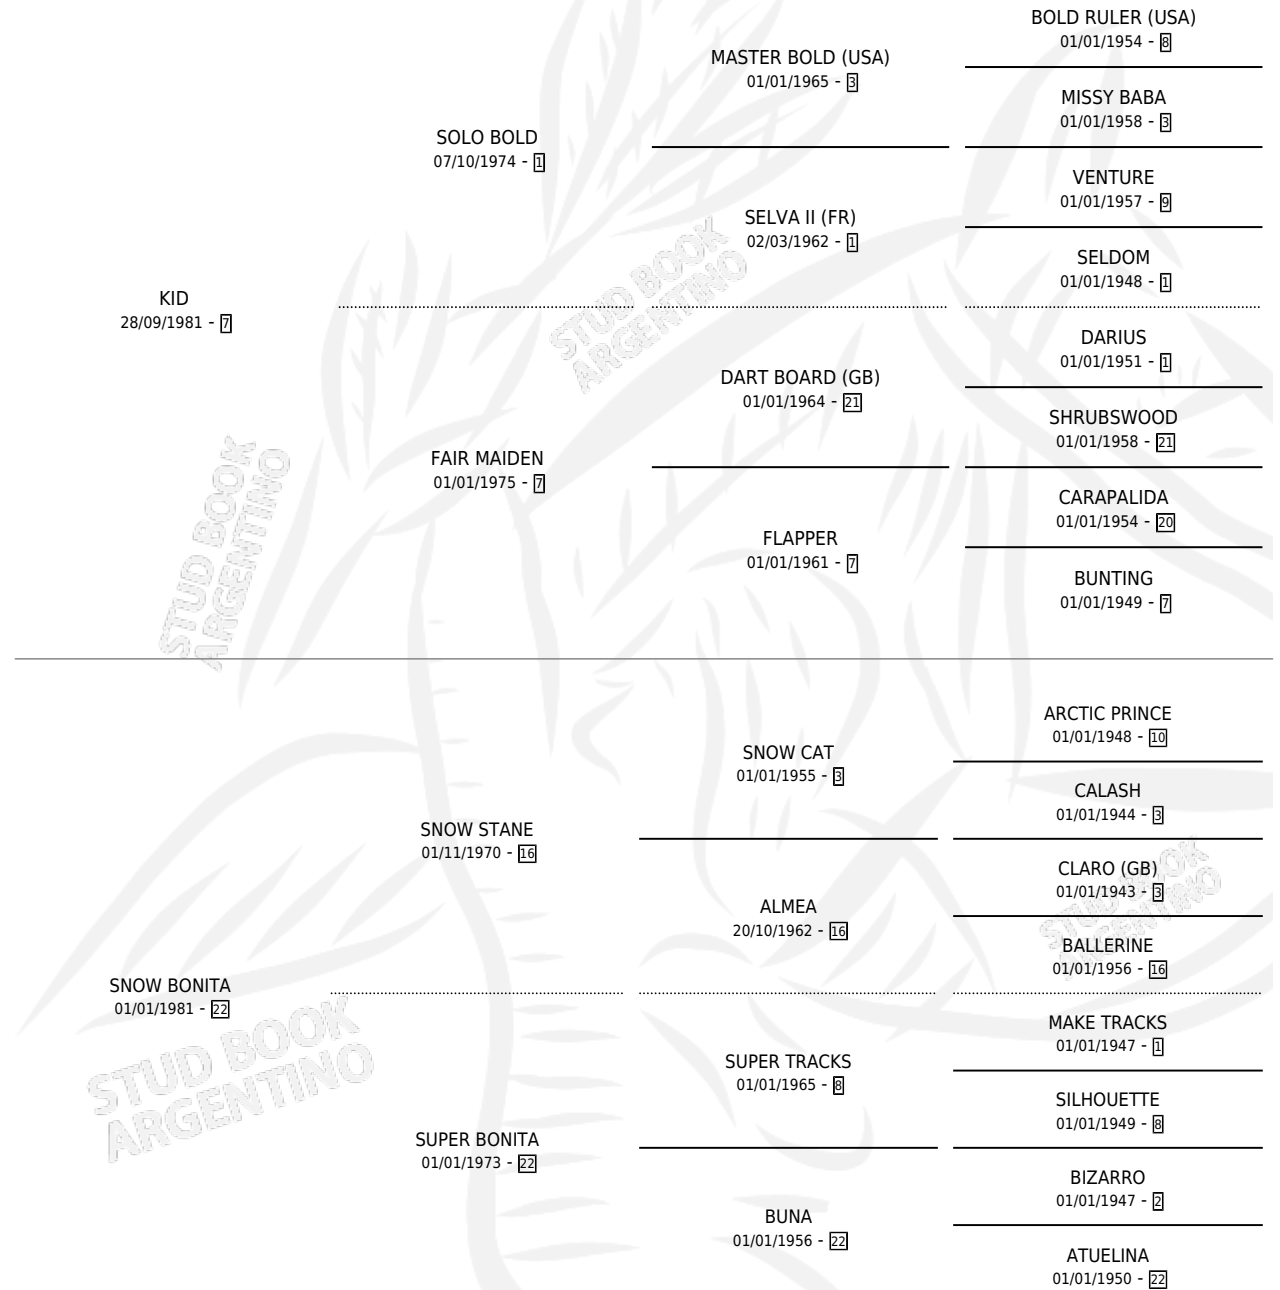 BOLD RULER (USA)
01/01/1954 - 8
MASTER BOLD (USA)
01/01/1965 - 3
MISSY BABA
01/01/1958 - 3
SOLO BOLD
07/10/1974 - 1
VENTURE
01/01/1957 - 9
SELVA II (FR)
02/03/1962 - 1
SELDOM
01/01/1948 - 1
KID
28/09/1981 - 7
DARIUS
01/01/1951 - 1
DART BOARD (GB)
01/01/1964 - 21
SHRUBSWOOD
01/01/1958 - 21
FAIR MAIDEN
01/01/1975 - 7
CARAPALIDA
01/01/1954 - 20
FLAPPER
01/01/1961 - 7
BUNTING
01/01/1949 - 7
STUD BOOK
ARGENTINO
STUD BOOK
ARGENTINO
ARCTIC PRINCE
01/01/1948 - 10
SNOW CAT
01/01/1955 - 3
CALASH
01/01/1944 - 3
SNOW STANE
01/11/1970 - 16
CLARO (GB)
01/01/1943 - 3
ALMEA
20/10/1962 - 16
BALLERINE
01/01/1956 - 16
SNOW BONITA
01/01/1981 - 22
MAKE TRACKS
01/01/1947 - 1
SUPER TRACKS
01/01/1965 - 8
SILHOUETTE
01/01/1949 - 8
SUPER BONITA
01/01/1973 - 22
BIZARRO
01/01/1947 - 2
BUNA
01/01/1956 - 22
ATUELINA
01/01/1950 - 22
STUD BOOK
ARGENTINO
STUD BOOK
ARGENTINO